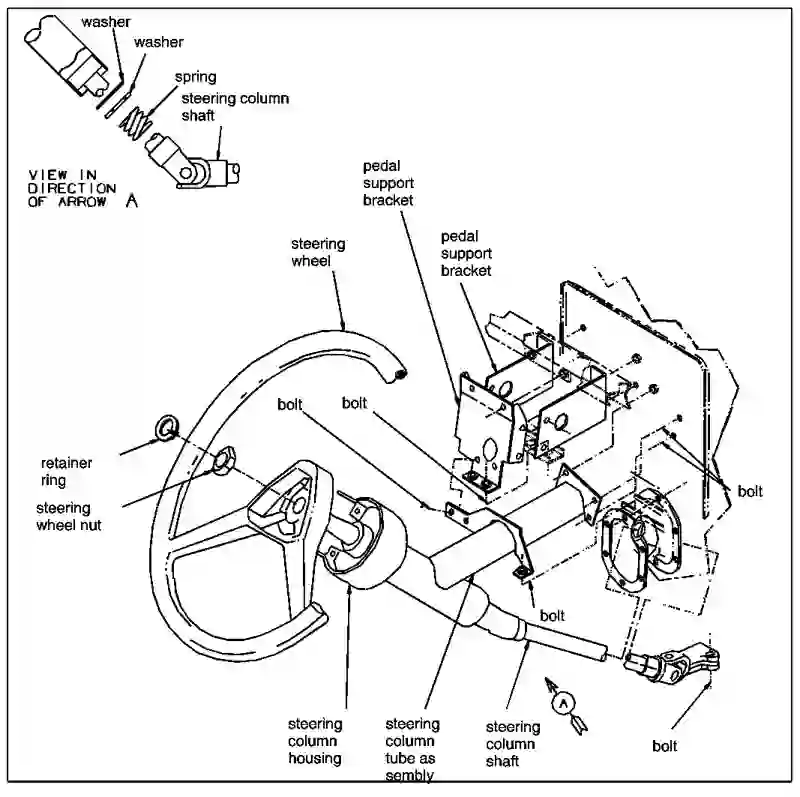 washer
washer
spring
steering column
shaft
VIEW IN
DIRECTION
OF ARROW A
pedal
support
bracket
pedal
support
bracket
steering
wheel
bolt
bolt
retainer
ring
steering
wheel nut
bolt
bolt
A
steering
column
housing
steering
column
tube as
sembly
steering
column
shaft
bolt